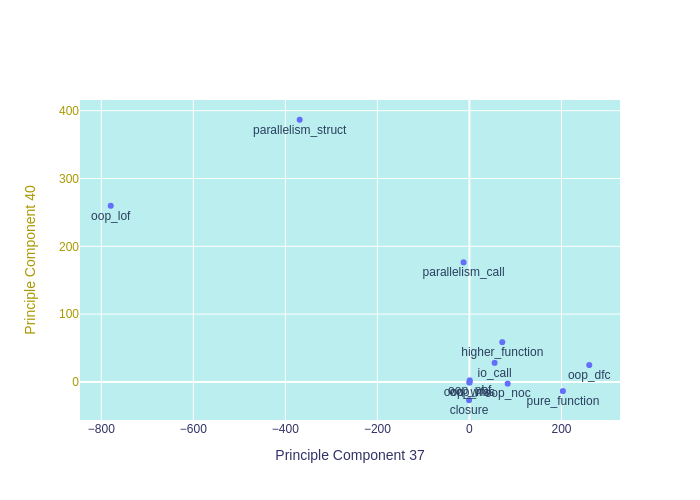 400
parallelism_struct
300
oop_lof
200
parallelism_call
100
higher_function
io_call
oop_dfc
0
oop_noc
pure_function
closure
−800
−600
−400
−200
0
200
Principle Component 37
Principle Component 40